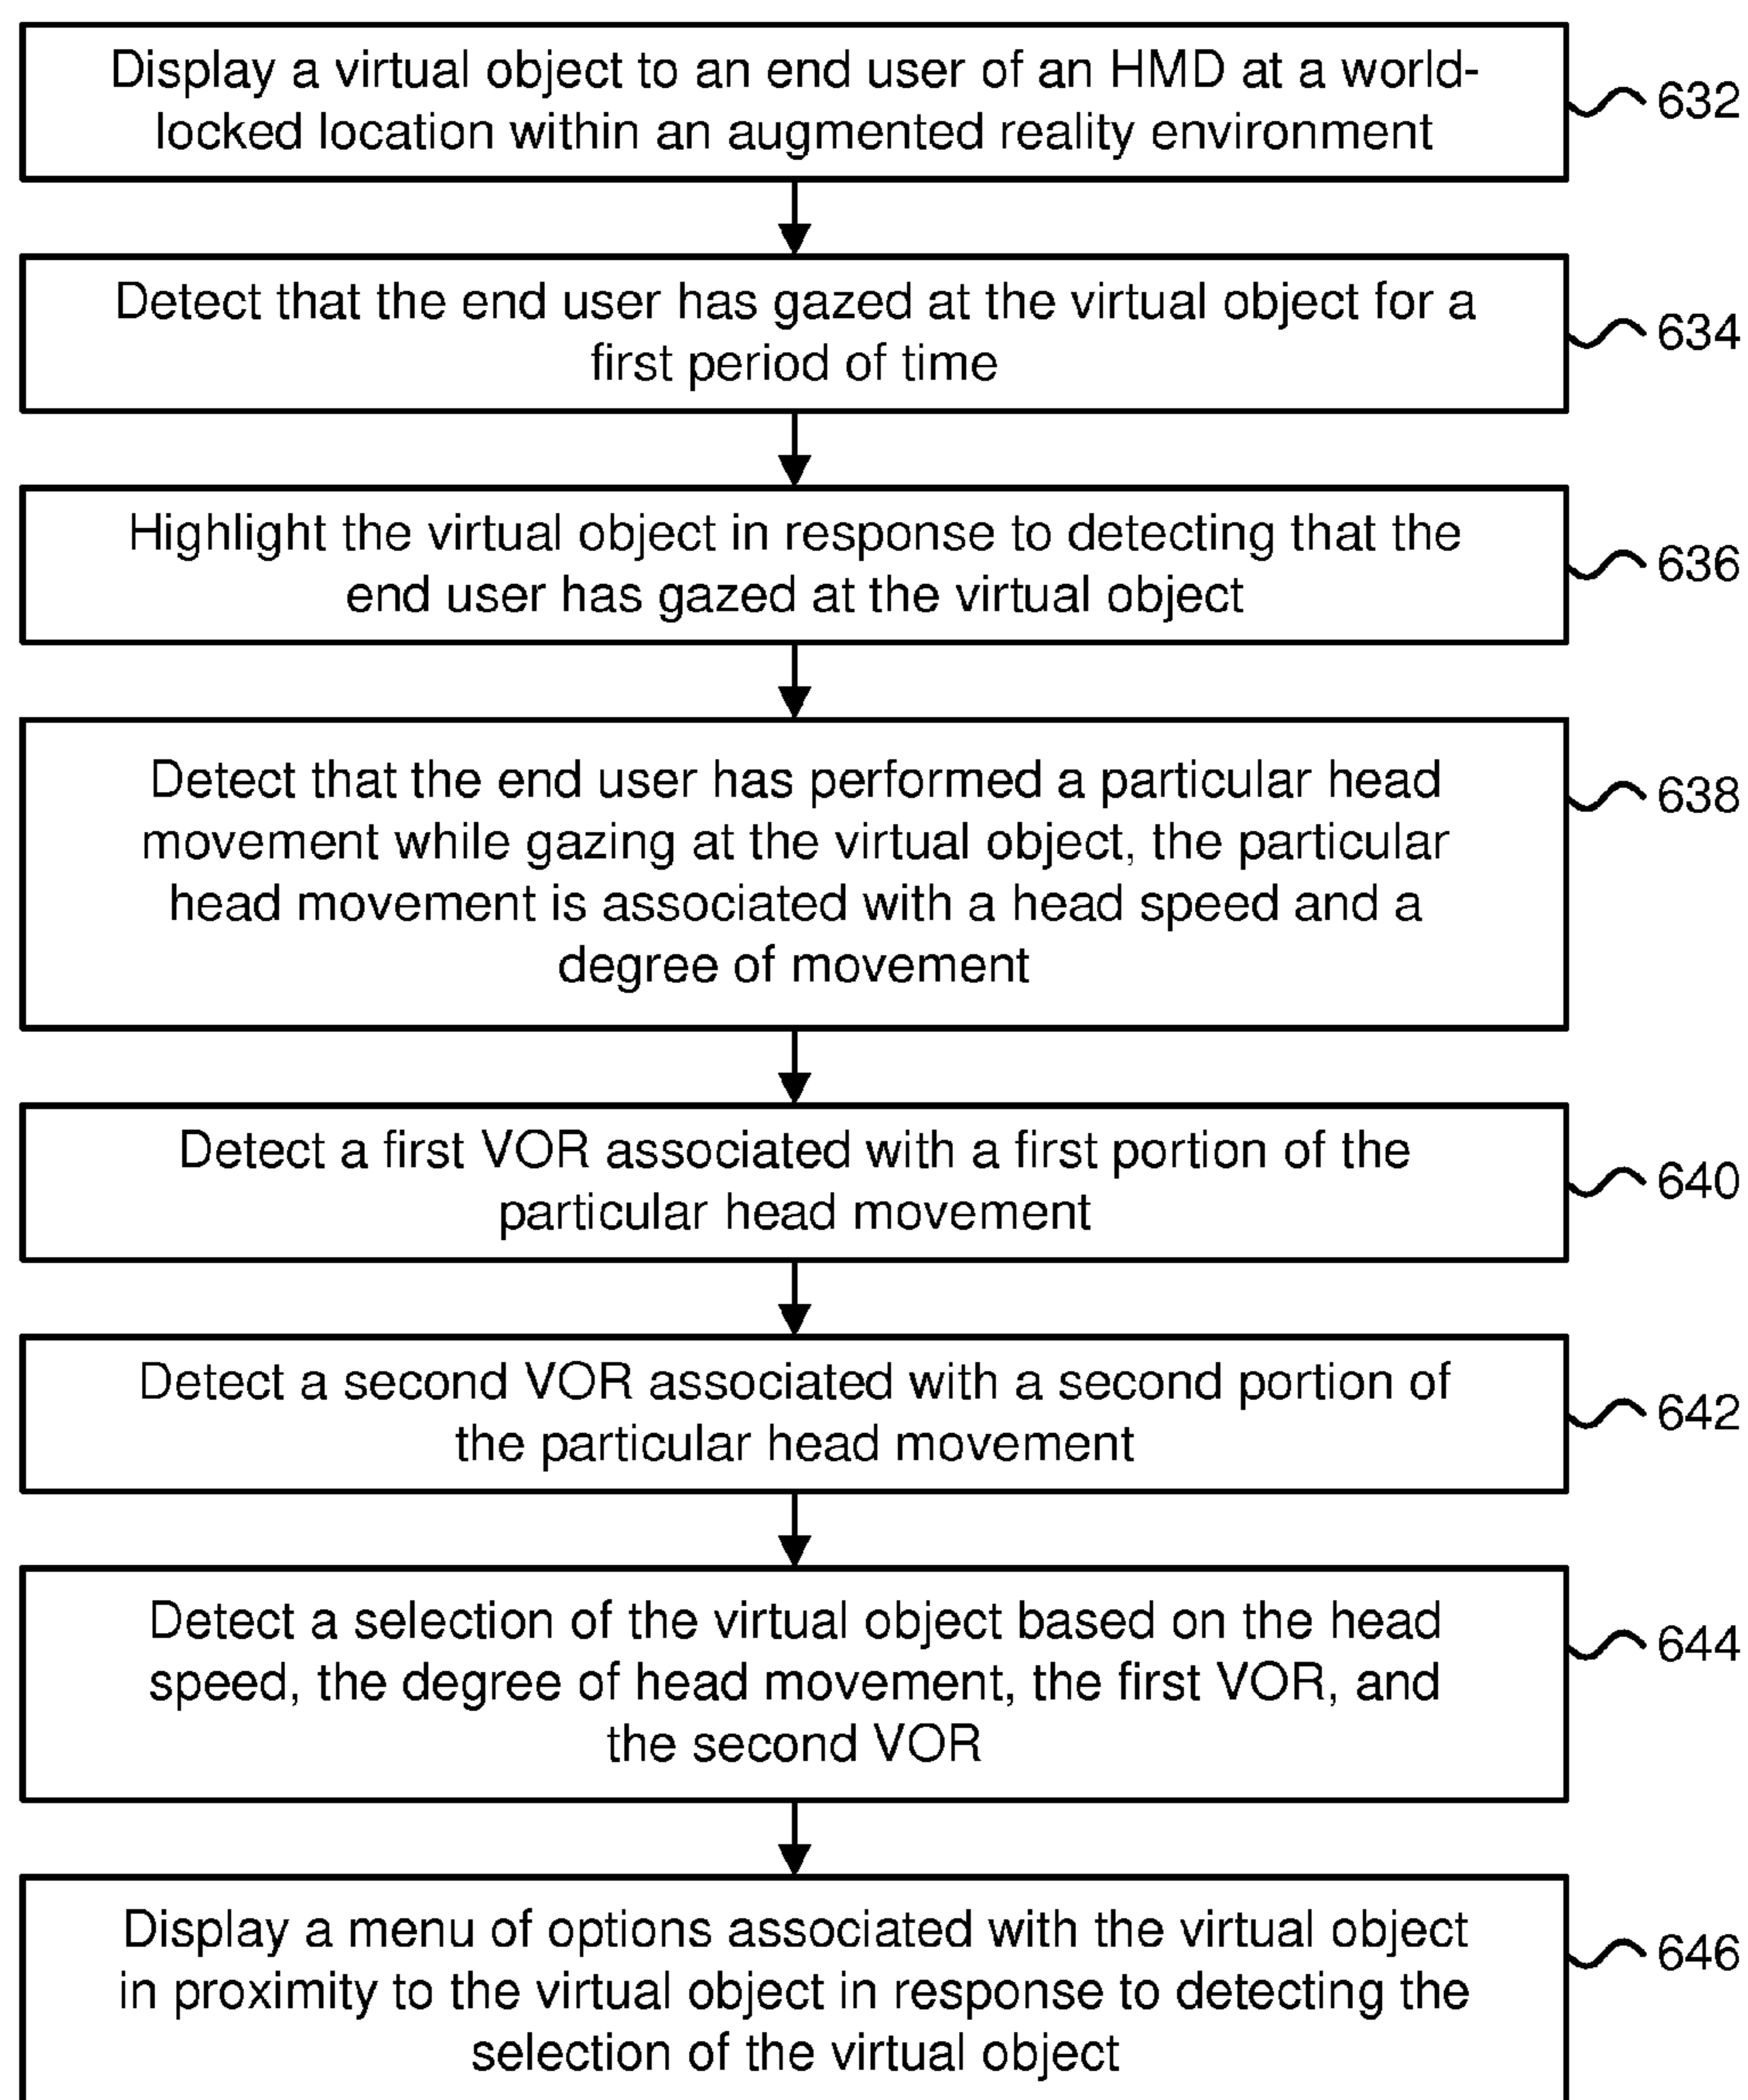 Display a virtual object to an end user of an HMD at a world-
locked location within an augmented reality environment
632
Detect that the end user has gazed at the virtual object for a
first period of time
634
Highlight the virtual object in response to detecting that the
end user has gazed at the virtual object
636
Detect that the end user has performed a particular head
movement while gazing at the virtual object, the particular
head movement is associated with a head speed and a
degree of movement
638
Detect a first VOR associated with a first portion of the
particular head movement
640
Detect a second VOR associated with a second portion of
the particular head movement
642
Detect a selection of the virtual object based on the head
speed, the degree of head movement, the first VOR, and
the second VOR
644
Display a menu of options associated with the virtual object
in proximity to the virtual object in response to detecting the
selection of the virtual object
646